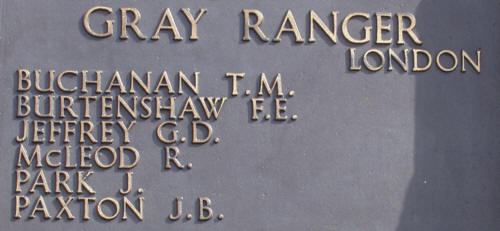 GRAY RANGER
LONDON
BUCHANAN T.M.
BURTENSHAW F.E.
JEFFREY G.D.
McLEOD R.
PARK J.
PAXTON J.B.